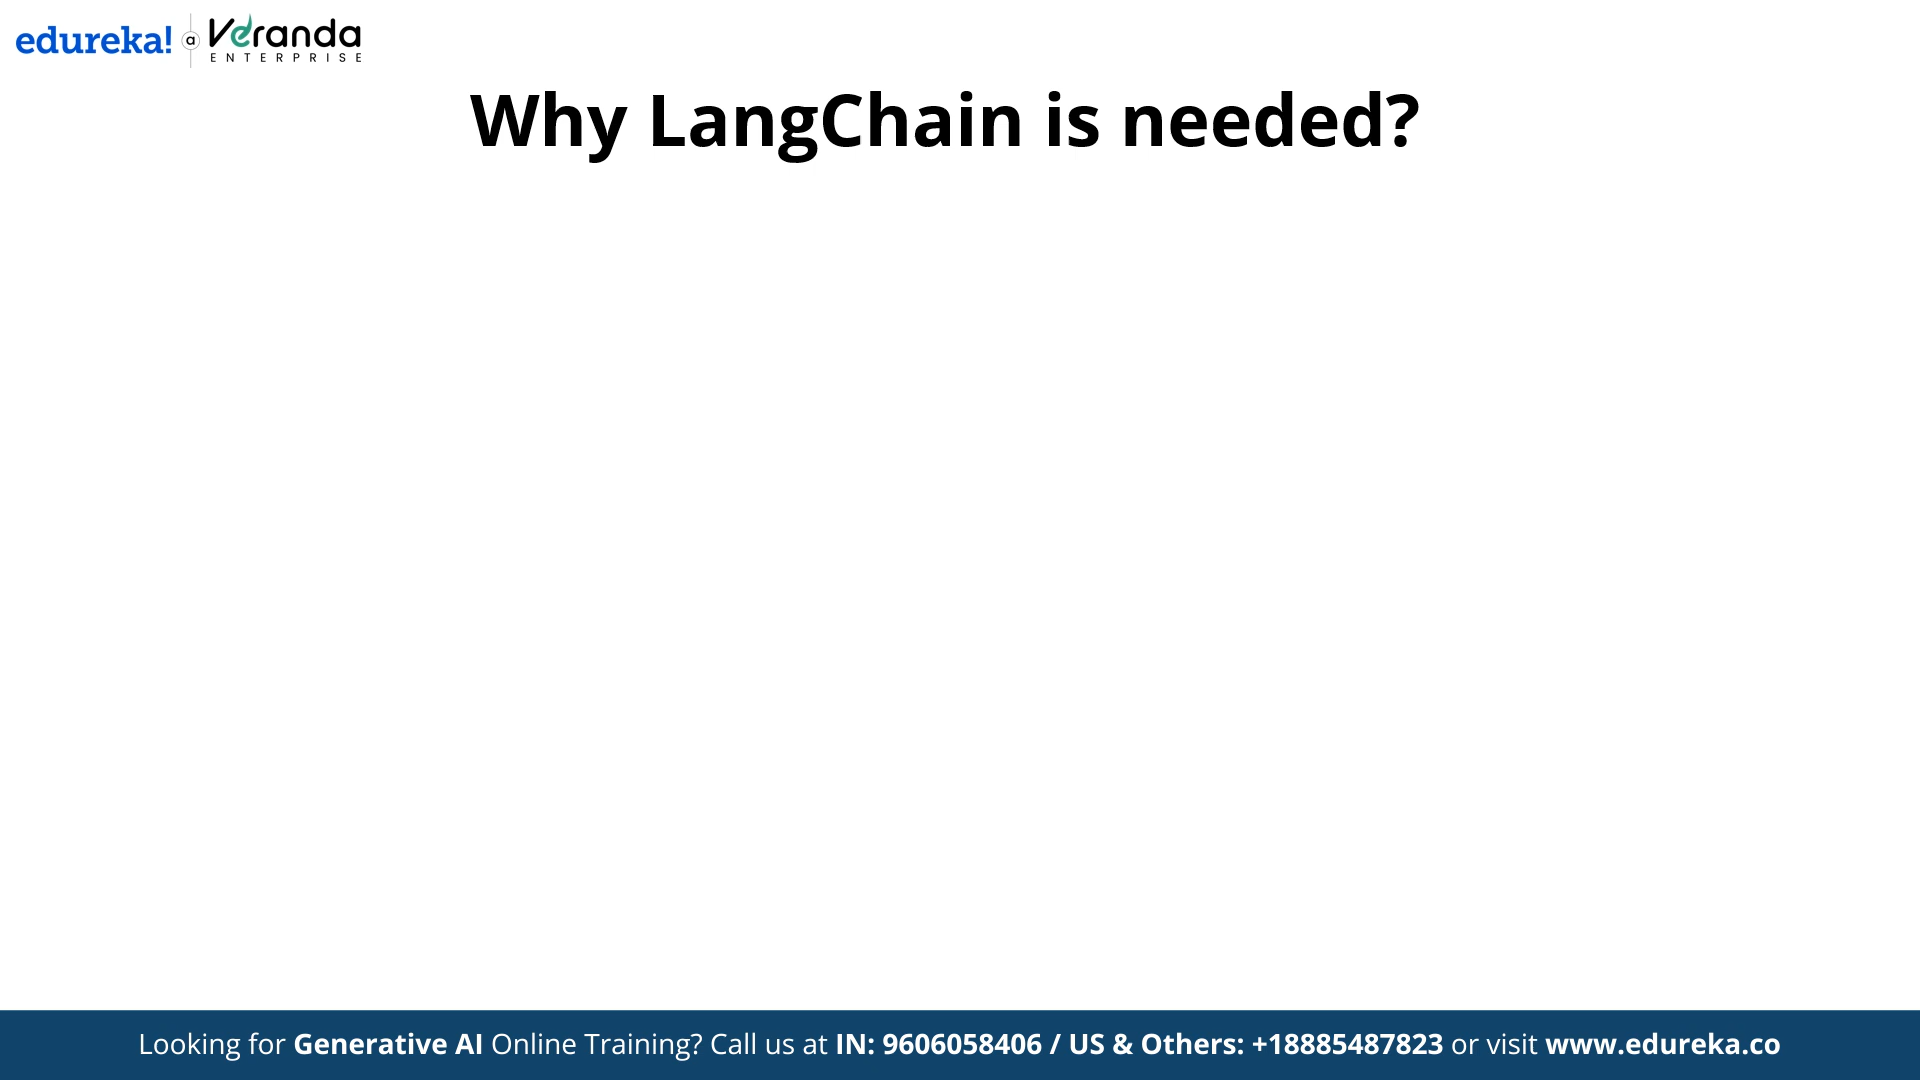 edureka! a Veranda
ENTERPRISE
Why LangChain is needed?
Looking for Generative AI Online Training? Call us at IN: 9606058406 / US & Others: +18885487823 or visit www.edureka.co